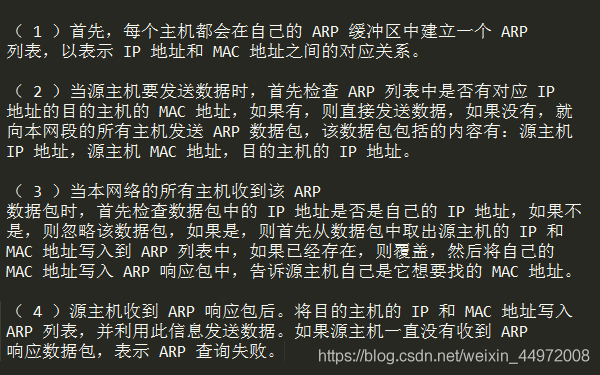 （ 1 ）首先，每个主机都会在自己的 ARP 缓冲区中建立一个 ARP
列表，以表示 IP 地址和 MAC 地址之间的对应关系。
（ 2 ）当源主机要发送数据时，首先检查 ARP 列表中是否有对应 IP
地址的目的主机的 MAC 地址，如果有，则直接发送数据，如果没有，就
向本网段的所有主机发送 ARP 数据包，该数据包包括的内容有：源主机
IP 地址，源主机 MAC 地址，目的主机的 IP 地址。
（ 3 ）当本网络的所有主机收到该 ARP
数据包时，首先检查数据包中的 IP 地址是否是自己的 IP 地址，如果不
是，则忽略该数据包，如果是，则首先从数据包中取出源主机的 IP 和
MAC 地址写入到 ARP 列表中，如果已经存在，则覆盖，然后将自己的
MAC 地址写入 ARP 响应包中，告诉源主机自己是它想要找的 MAC 地址。
（ 4 ）源主机收到 ARP 响应包后。将目的主机的 IP 和 MAC 地址写入
ARP 列表，并利用此信息发送数据。如果源主机一直没有收到 ARP
响应数据包，表示 ARP 查询失败。
https://blog.csdn.net/weixin_44972008